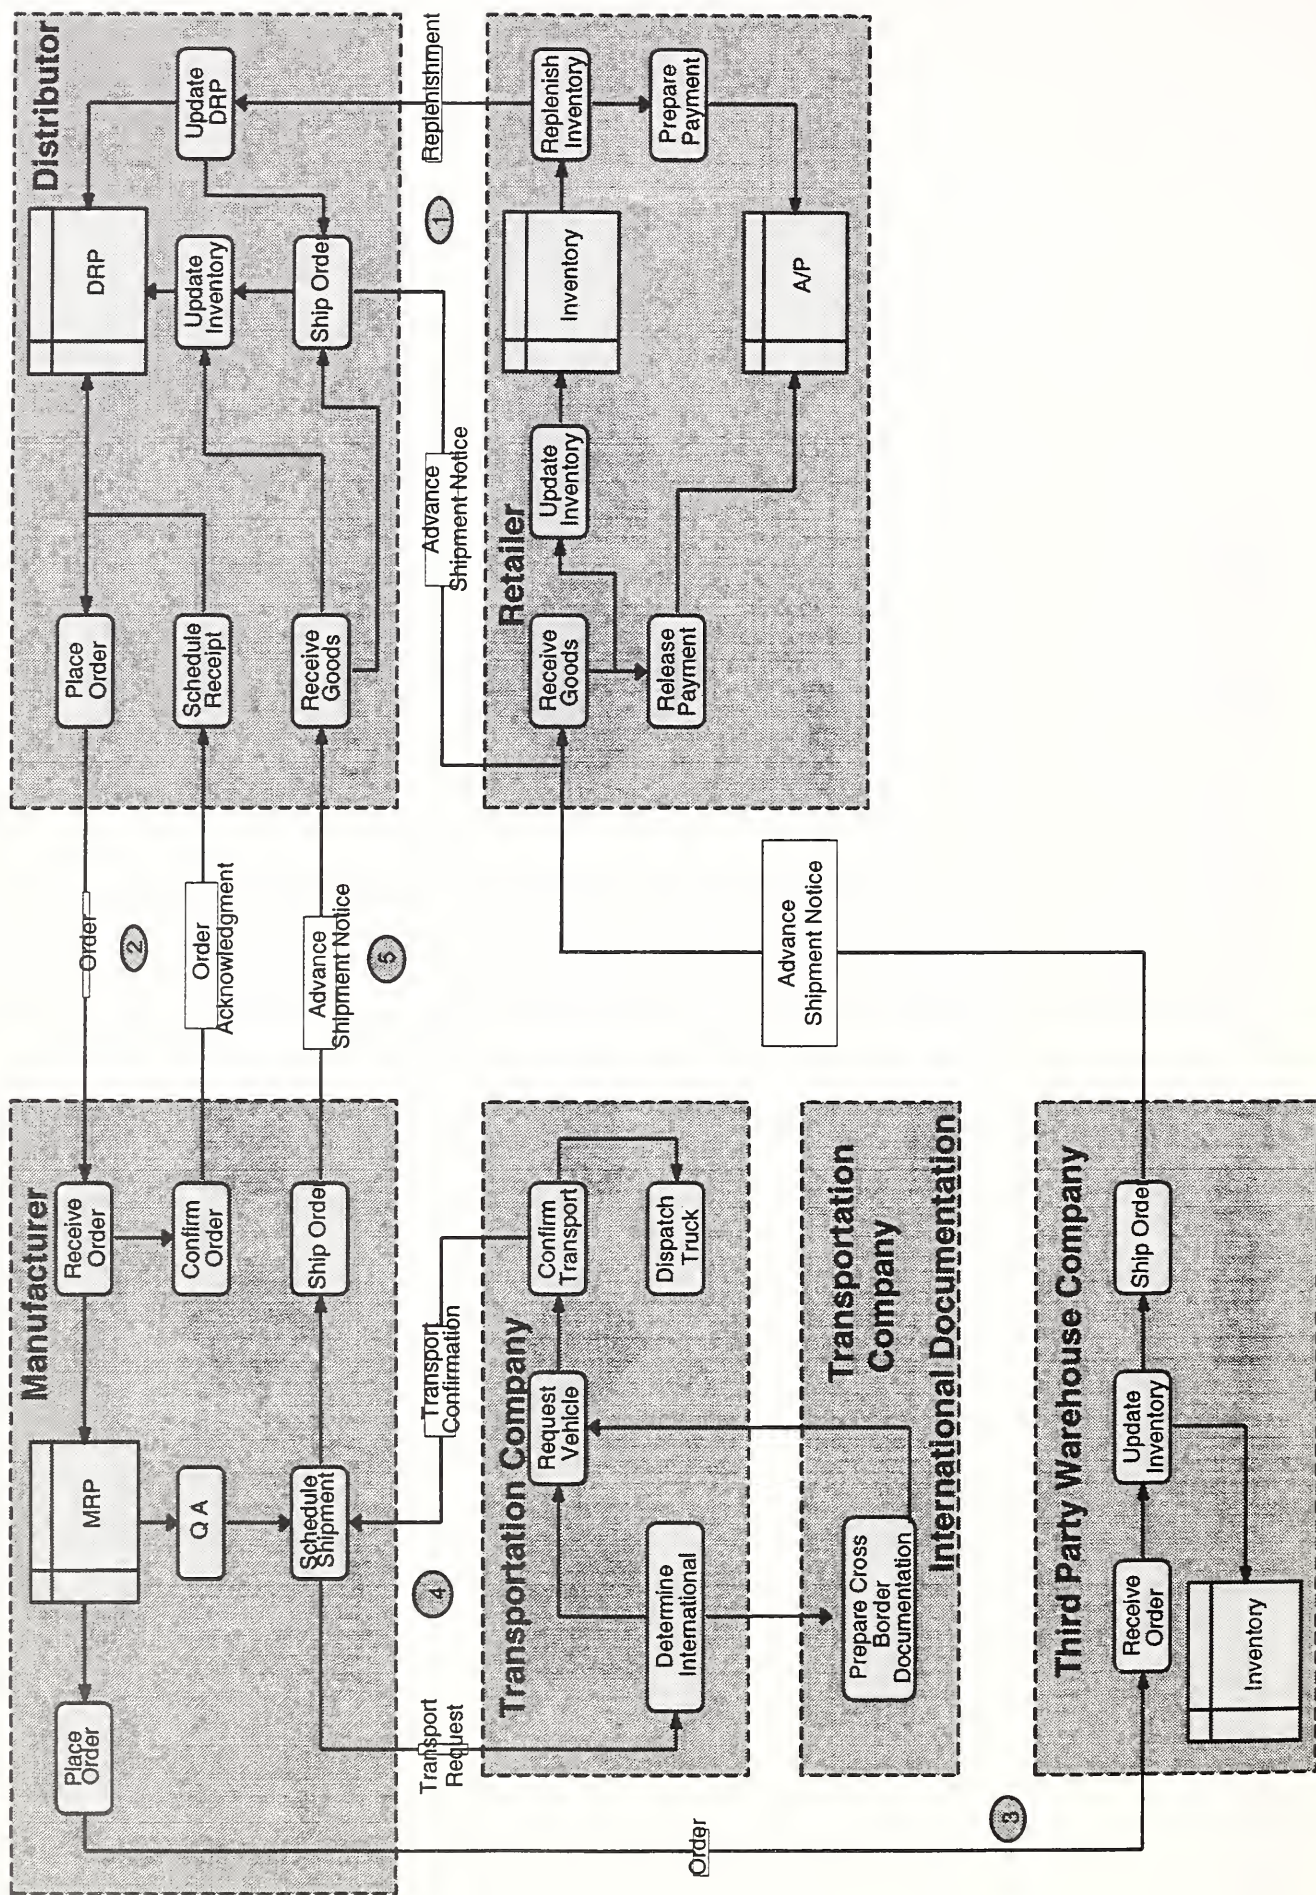 Manufacturer
Place
Order
MRP
Receive
Order
Q A
Confirm
Order
Schedule
Shipment
Ship Order
Order
2
Order
Acknowledgment
Advance
Shipment Notice
5
Distributor
Place
Order
DRP
Schedule
Receipt
Update
Inventory
Update
DRP
Receive
Goods
Ship Order
Transport
Request
4
Transport
Confirmation
Advance
Shipment Notice
1
Replenishment
Transportation Company
Determine
International
Request
Vehicle
Confirm
Transport
Dispatch
Truck
Retailer
Receive
Goods
Update
Inventory
Inventory
Replenish
Inventory
Release
Payment
Prepare
Payment
A/P
Order
3
Prepare Cross
Border
Documentation
Transportation
Company
International Documentation
Advance
Shipment Notice
Third Party Warehouse Company
Receive
Order
Update
Inventory
Ship Order
Inventory